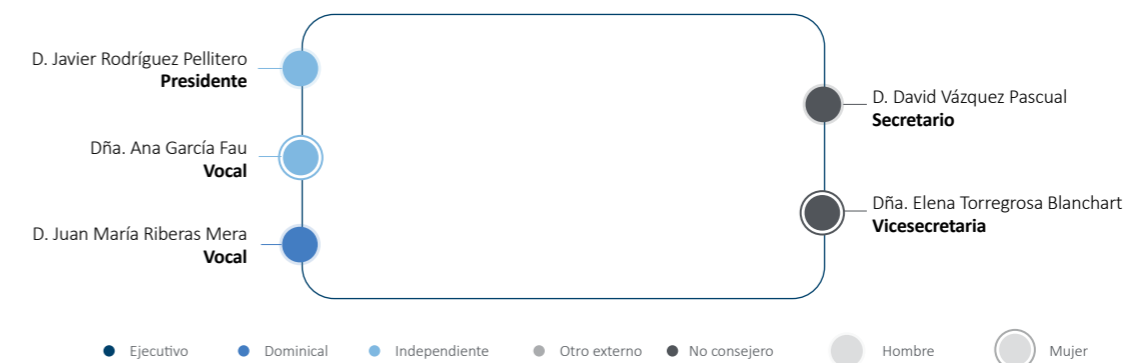 D. Javier Rodríguez Pellitero
Presidente
Dña. Ana García Fau
Vocal
D. Juan María Riberas Mera
Vocal
D. David Vázquez Pascual
Secretario
Dña. Elena Torregrosa Blanchart
Vicesecretaria
Ejecutivo Dominical Independiente Otro externo No consejero Hombre Mujer